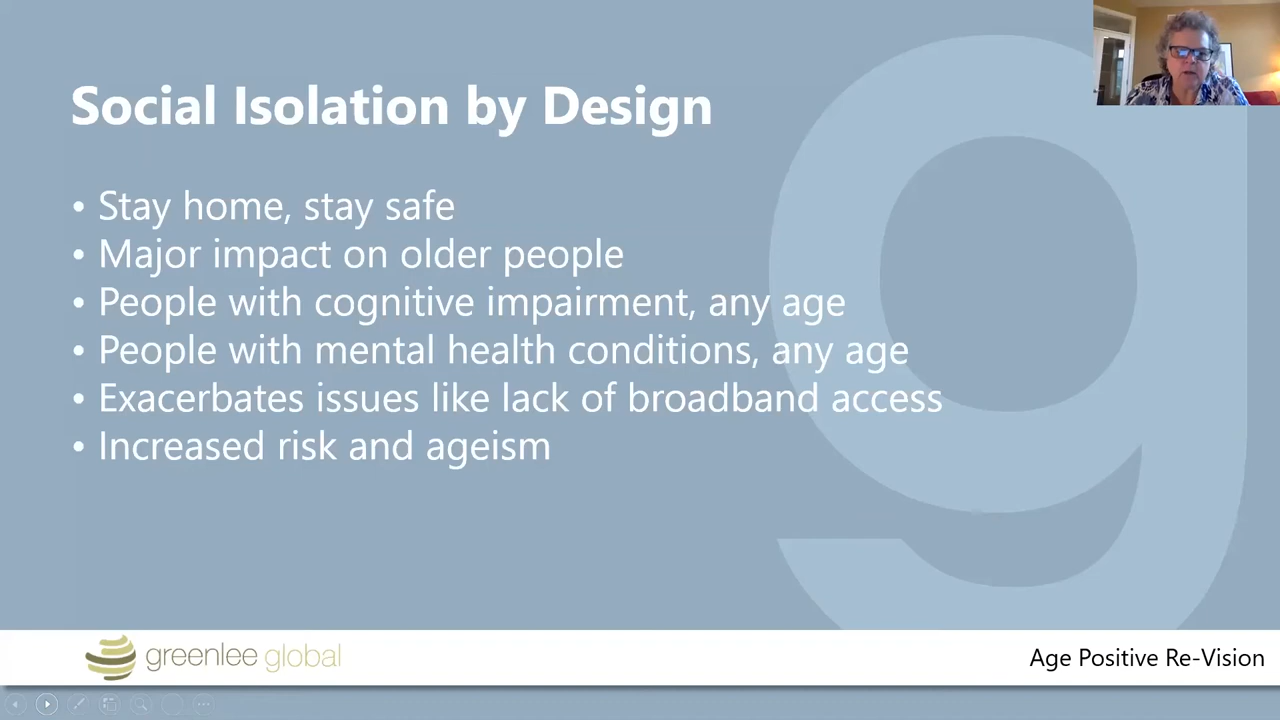 Social Isolation by Design
• Stay home, stay safe
• Major impact on older people
• People with cognitive impairment, any age
• People with mental health conditions, any age
• Exacerbates issues like lack of broadband access
• Increased risk and ageism
greenlee global
Age Positive Re-Vision